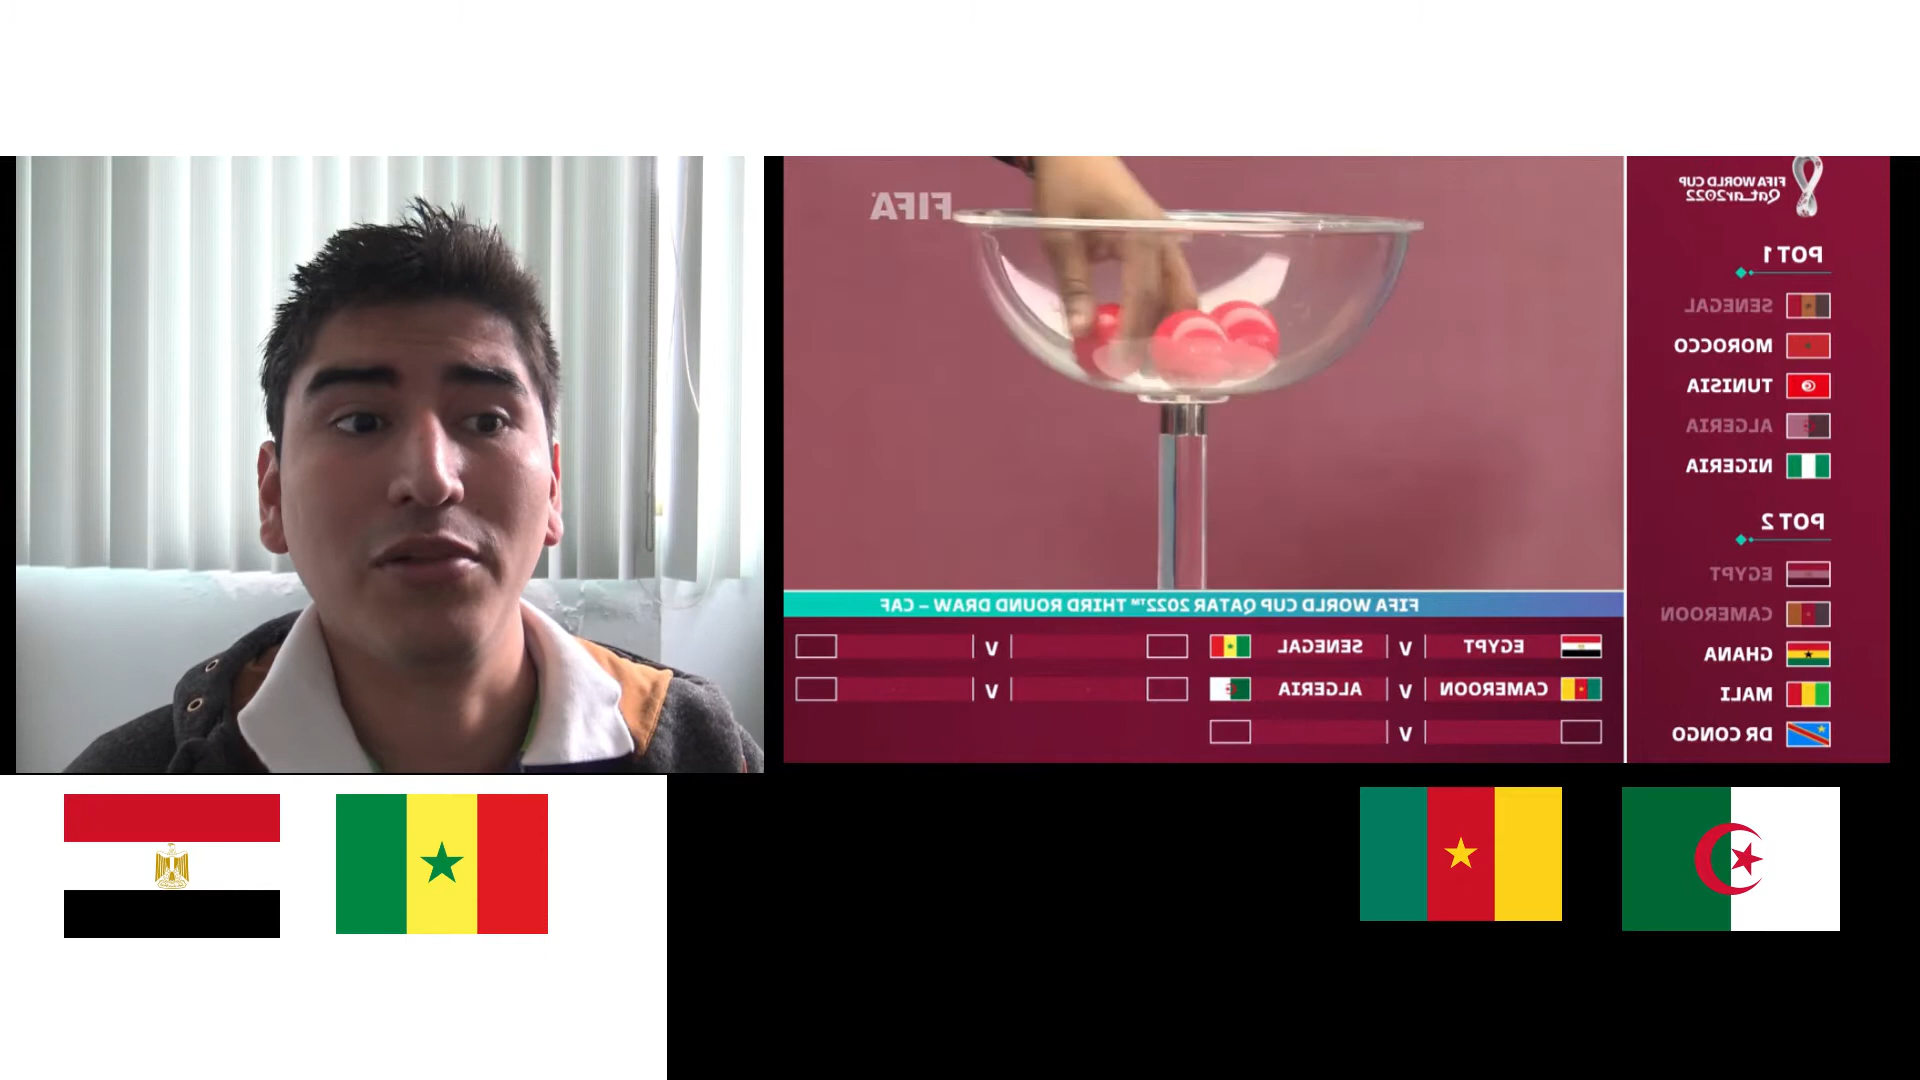 FIFA
FIFA WORLD CUP
Qatar2022
POT 1
SENEGAL
MOROCCO
TUNISIA
ALGERIA
NIGERIA
POT 2
EGYPT
CAMEROON
GHANA
MALI
DR CONGO
FIFA WORLD CUP QATAR 2022™ THIRD ROUND DRAW – CAF
EGYPT V SENEGAL V
CAMEROON V ALGERIA V
V